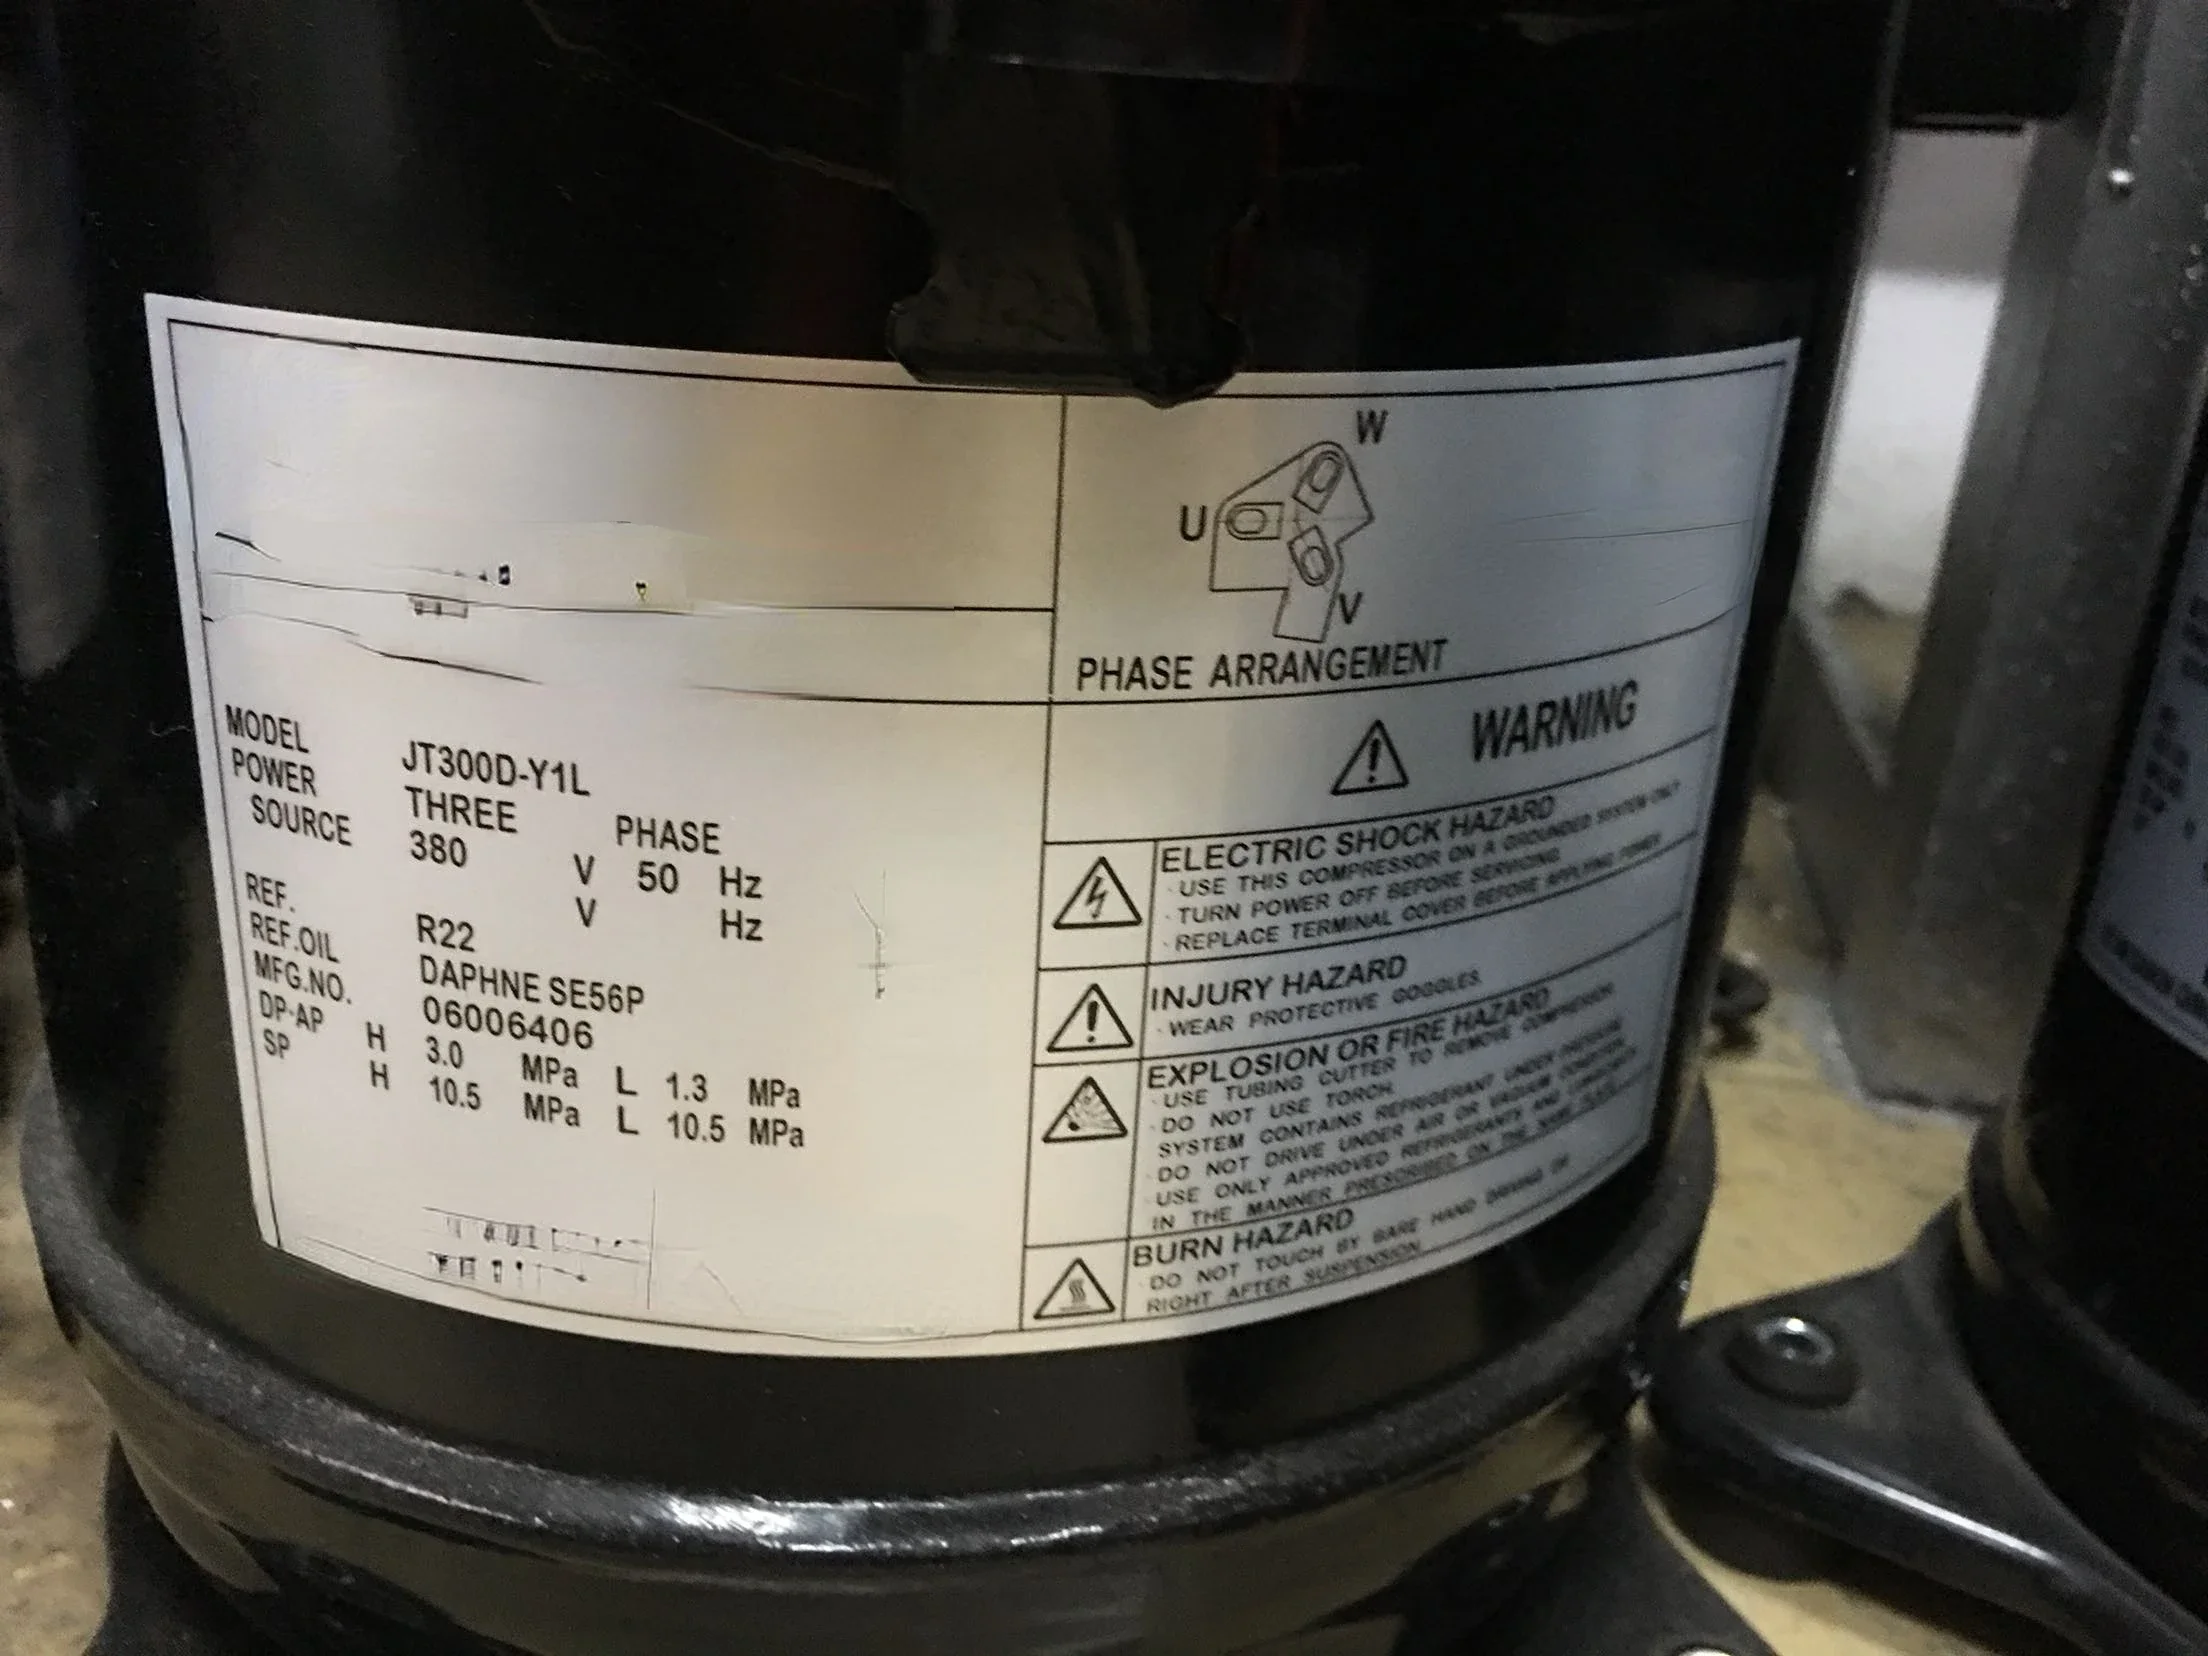 W
U
V
PHASE ARRANGEMENT
WARNING
MODEL JT300D-Y1L
POWER SOURCE THREE PHASE
380 V 50 Hz
V Hz
REF. R22
REF.OIL DAPHNE SE56P
MFG.NO. 06006406
DP-AP H 3.0 MPa L 1.3 MPa
SP H 10.5 MPa L 10.5 MPa
ELECTRIC SHOCK HAZARD
· USE THIS COMPRESSOR ON A GROUNDED SYSTEM ONLY
· TURN POWER OFF BEFORE SERVICING
· REPLACE TERMINAL COVER BEFORE APPLYING POWER
INJURY HAZARD
· WEAR PROTECTIVE GOGGLES
EXPLOSION OR FIRE HAZARD
· USE TUBING CUTTER TO REMOVE COMPRESSOR
· DO NOT USE TORCH
SYSTEM CONTAINS REFRIGERANT UNDER PRESSURE
· DO NOT DRIVE UNDER AIR OR VACUUM CONDITION
· USE ONLY APPROVED REFRIGERANTS AND LUBRICANTS
IN THE MANNER PRESCRIBED ON THE NAME PLATE
BURN HAZARD
· DO NOT TOUCH BY BARE HAND DRIVING OR
RIGHT AFTER SUSPENSION